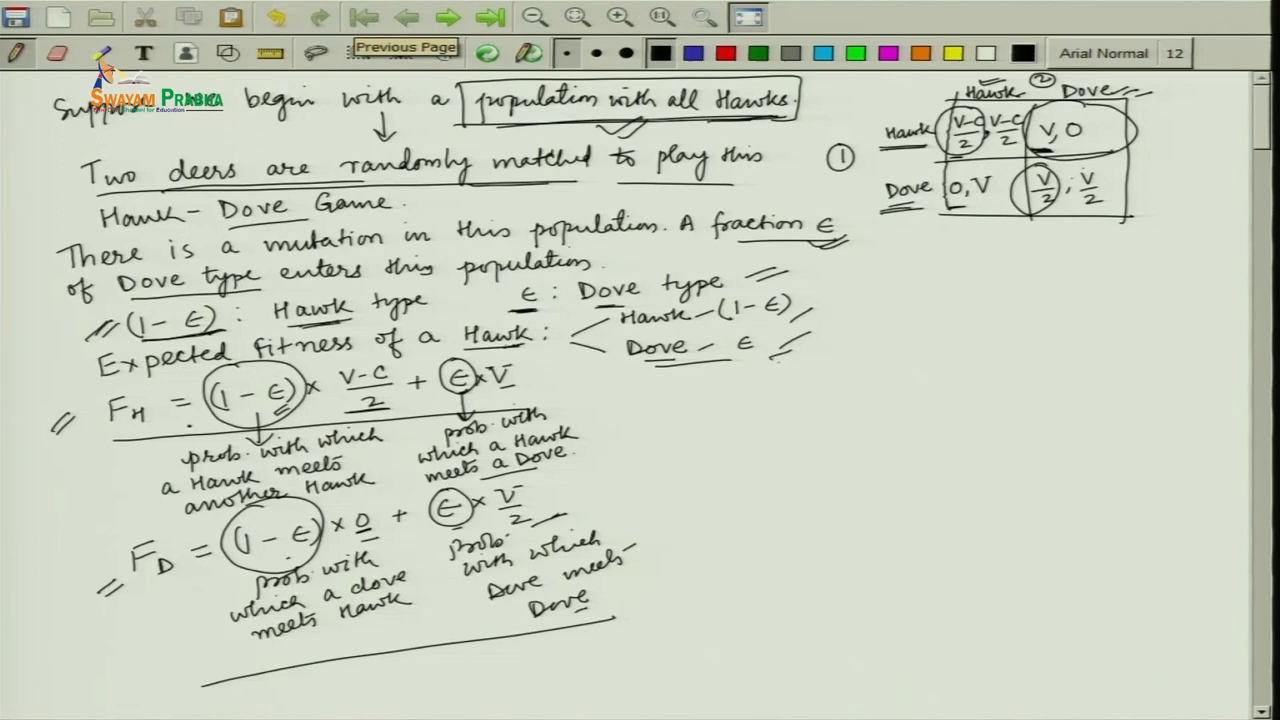 Previous Page
Arial Normal 12
SWAYAM PRABHA
Suppose we begin with a population with all Hawks.
Two deers are randomly matched to play this
Hawk-Dove Game.
There is a mutation in this population. A fraction ϵ
of Dove type enters this population.
(1-ϵ) : Hawk type ϵ : Dove type
Expected fitness of a Hawk :
Hawk - (1-ϵ)
Dove - ϵ
F_H = (1-ϵ) × (V-C)/2 + ϵ × V
prob. with which
a Hawk meets
another Hawk
prob. with
which a Hawk
meets a Dove.
F_D = (1-ϵ) × 0 + ϵ × V/2
prob. with
which a dove
meets Hawk
prob.
with which
Dove meets
Dove
②
Hawk Dove
① Hawk (V-C)/2, (V-C)/2 V, 0
Dove 0, V V/2, V/2